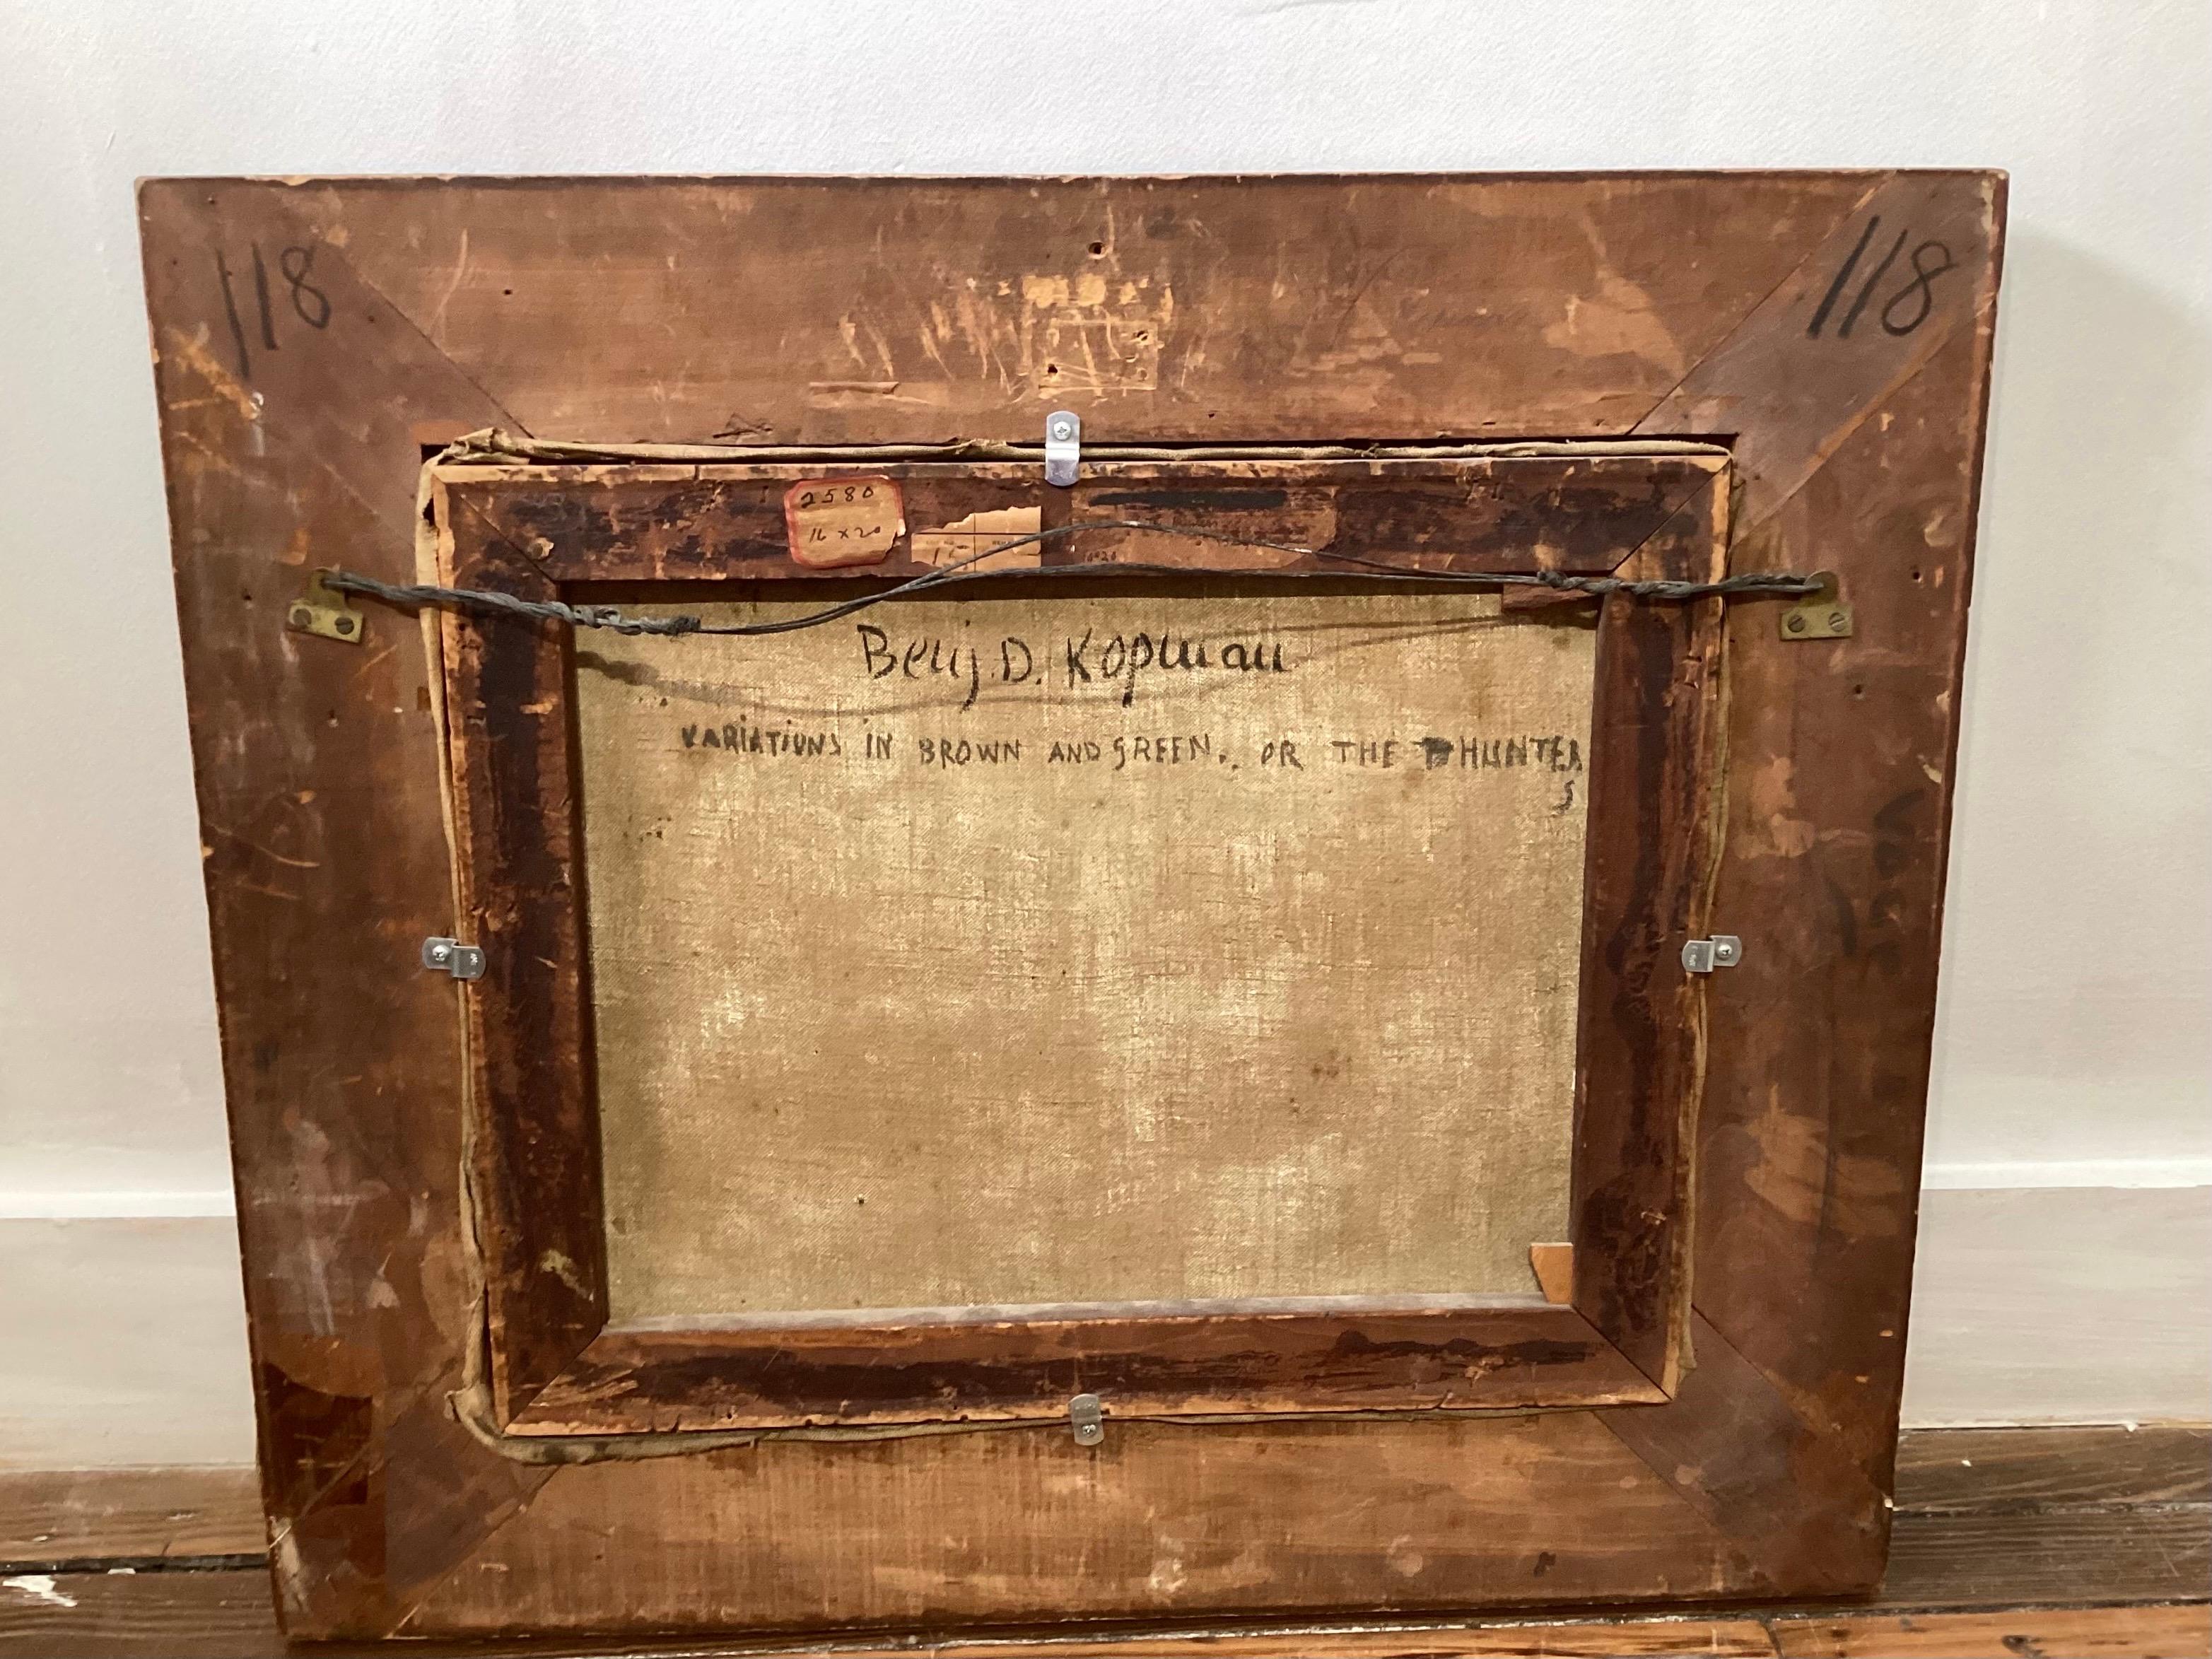 118
118
2580
16 x 20
Benj. D. Kopman
VARIATIONS IN BROWN AND GREEN. OR THE HUNTER
S